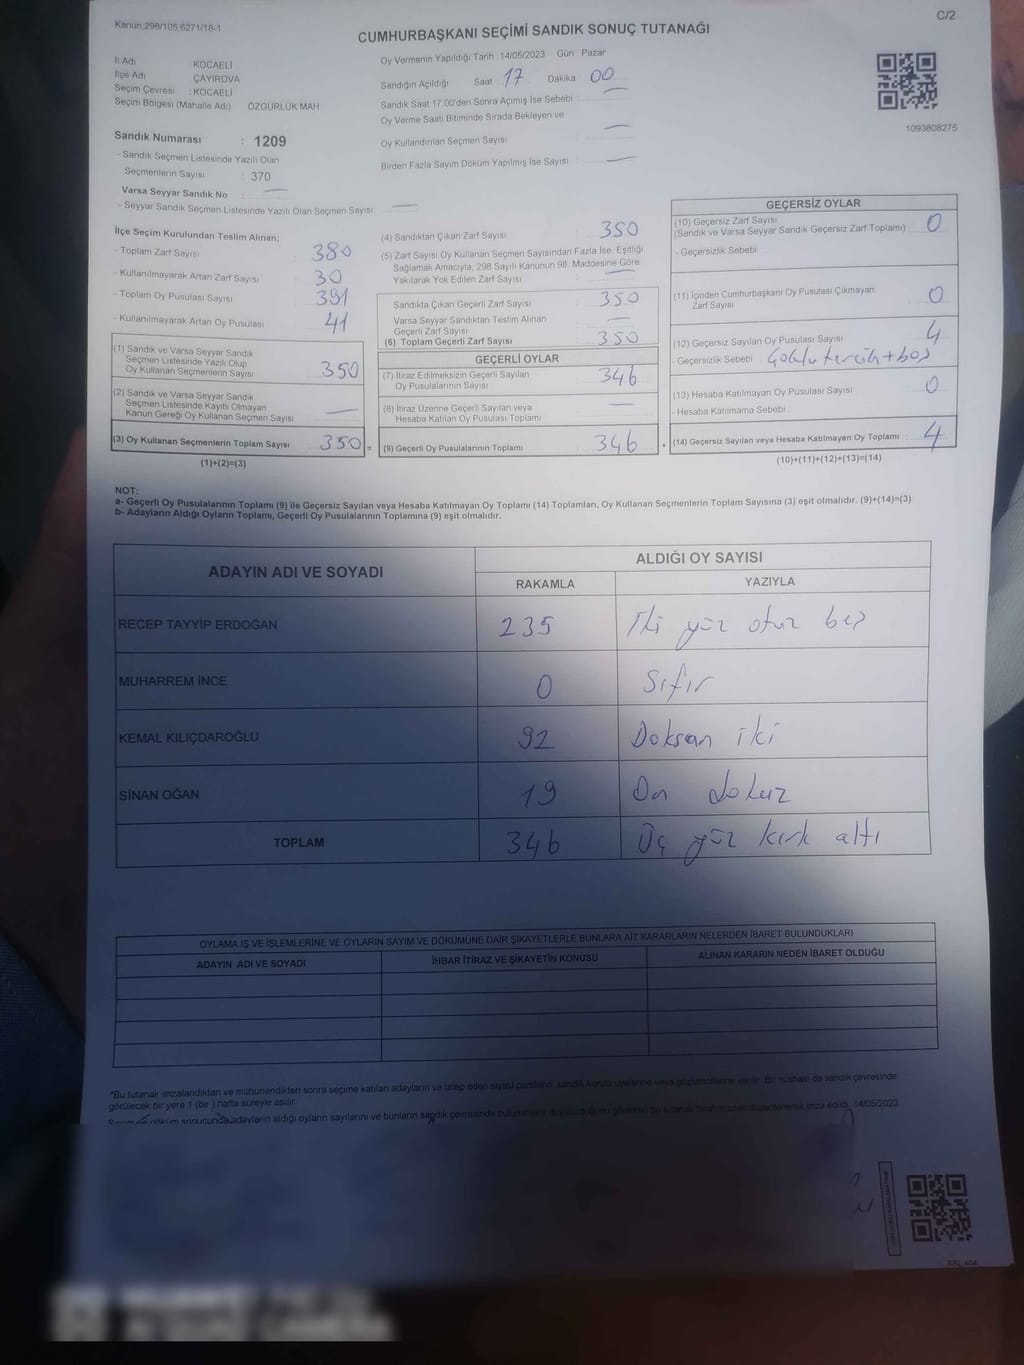 Kanun:298/105,6271/18-1
C/2
CUMHURBAŞKANI SEÇİMİ SANDIK SONUÇ TUTANAĞI
İl Adı KOCAELİ
İlçe Adı ÇAYIROVA
Seçim Çevresi : KOCAELİ
Seçim Bölgesi (Mahalle Adı) ÖZGÜRLÜK MAH
Oy Vermenin Yapıldığı Tarih :14/05/2023 Gün : Pazar
Sandığın Açıldığı Saat 17 Dakika 00
Sandık Saat 17.00'den Sonra Açımış İse Sebebi :
Oy Verme Saati Bitiminde Sırada Bekleyen ve
Oy Kullandırılan Seçmen Sayısı
Birden Fazla Sayım Döküm Yapılmış İse Sayısı
1093808275
Sandık Numarası : 1209
- Sandık Seçmen Listesinde Yazılı Olan
Seçmenlerin Sayısı : 370
Varsa Seyyar Sandık No :
- Seyyar Sandık Seçmen Listesinde Yazılı Olan Seçmen Sayısı:
İlçe Seçim Kurulundan Teslim Alınan;
- Toplam Zarf Sayısı 380
- Kullanılmayarak Artan Zarf Sayısı 30
- Toplam Oy Pusulası Sayısı 391
- Kullanılmayarak Artan Oy Pusulası 41
(1) Sandık ve Varsa Seyyar Sandık
Seçmen Listesinde Yazılı Olup
Oy Kullanan Seçmenlerin Sayısı 350
(2) Sandık ve Varsa Seyyar Sandık
Seçmen Listesinde Kayıtlı Olmayan
Kanun Gereği Oy Kullanan Seçmen Sayısı
(3) Oy Kullanan Seçmenlerin Toplam Sayısı 350 =
(1)+(2)=(3)
(4) Sandıktan Çıkan Zarf Sayısı 350
(5) Zarf Sayısı Oy Kullanan Seçmen Sayısından Fazla İse, Eşitliği
Sağlamak Amacıyla, 298 Sayılı Kanunun 98. Maddesine Göre
Yakılarak Yok Edilen Zarf Sayısı
Sandıkta Çıkan Geçerli Zarf Sayısı 350
Varsa Seyyar Sandıktan Teslim Alınan
Geçerli Zarf Sayısı
(6) Toplam Geçerli Zarf Sayısı 350
GEÇERLİ OYLAR
(7) İtiraz Edilmeksizin Geçerli Sayılan
Oy Pusulalarının Sayısı 346
(8) İtiraz Üzerine Geçerli Sayılan veya
Hesaba Katılan Oy Pusulası Toplamı
(9) Geçerli Oy Pusulalarının Toplamı 346 +
GEÇERSİZ OYLAR
(10) Geçersiz Zarf Sayısı
(Sandık ve Varsa Seyyar Sandık Geçersiz Zarf Toplamı) 0
- Geçersizlik Sebebi
(11) İçinden Cumhurbaşkanı Oy Pusulası Çıkmayan
Zarf Sayısı 0
(12) Geçersiz Sayılan Oy Pusulası Sayısı 4
- Geçersizlik Sebebi Çoklu tercih+boş
(13) Hesaba Katılmayan Oy Pusulası Sayısı 0
- Hesaba Katılmama Sebebi :
(14) Geçersiz Sayılan veya Hesaba Katılmayan Oy Toplamı : 4
(10)+(11)+(12)+(13)=(14)
NOT:
a- Geçerli Oy Pusulalarının Toplamı (9) ile Geçersiz Sayılan veya Hesaba Katılmayan Oy Toplamı (14) Toplamları, Oy Kullanan Seçmenlerin Toplam Sayısına (3) eşit olmalıdır. (9)+(14)=(3)
b- Adayların Aldığı Oyların Toplamı, Geçerli Oy Pusulalarının Toplamına (9) eşit olmalıdır.
ADAYIN ADI VE SOYADI
ALDIĞI OY SAYISI
RAKAMLA YAZIYLA
RECEP TAYYİP ERDOĞAN 235 İki yüz otuz beş
MUHARREM İNCE 0 Sıfır
KEMAL KILIÇDAROĞLU 92 Doksan iki
SİNAN OĞAN 19 On dokuz
TOPLAM 346 Üç yüz kırk altı
OYLAMA İŞ VE İŞLEMLERİNE VE OYLARIN SAYIM VE DÖKÜMÜNE DAİR ŞİKAYETLERLE BUNLARA AİT KARARLARIN NELERDEN İBARET BULUNDUKLARI
ADAYIN ADI VE SOYADI İHBAR İTİRAZ VE ŞİKAYETİN KONUSU ALINAN KARARIN NEDEN İBARET OLDUĞU
*Bu tutanak imzalandıktan ve mühürlendikten sonra seçime katılan adayların ve talep eden siyasi partilerin sandık kurulu üyelerine veya gözlemcilerine verilir. Bir nüshası da sandık çevresinde
görülecek bir yere 1 (bir ) hafta süreyle asılır.
döküm sonucunda adayların aldığı oyların sayılarını ve bunların sandık çevresinde imza edildi. 14/05/2023